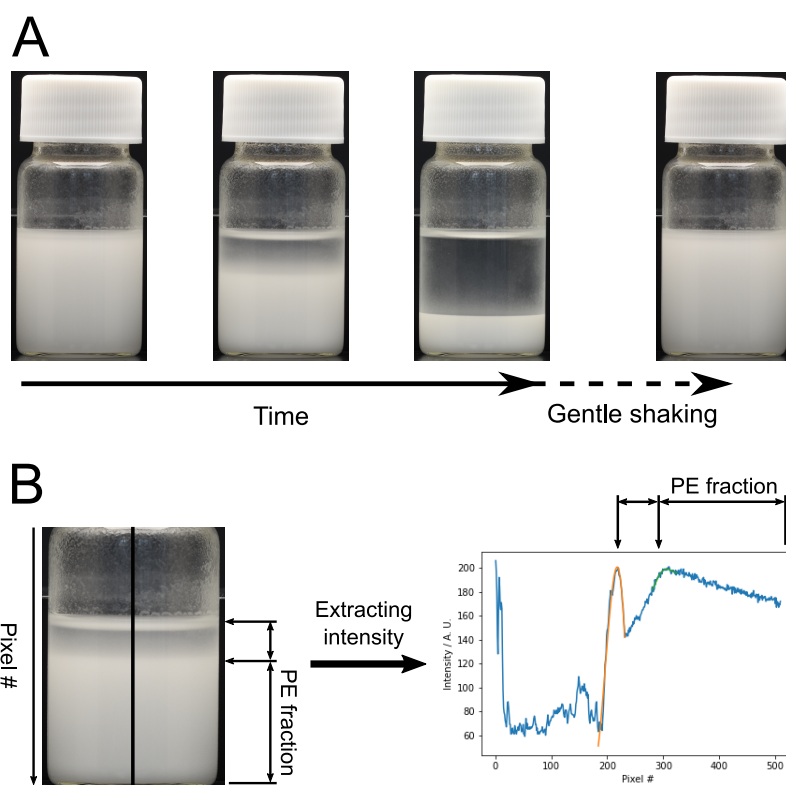 A
Time
Gentle shaking
B
Pixel #
PE fraction
Extracting
intensity
PE fraction
Intensity / A. U.
200
180
160
140
120
100
80
60
0
100
200
300
400
500
Pixel #